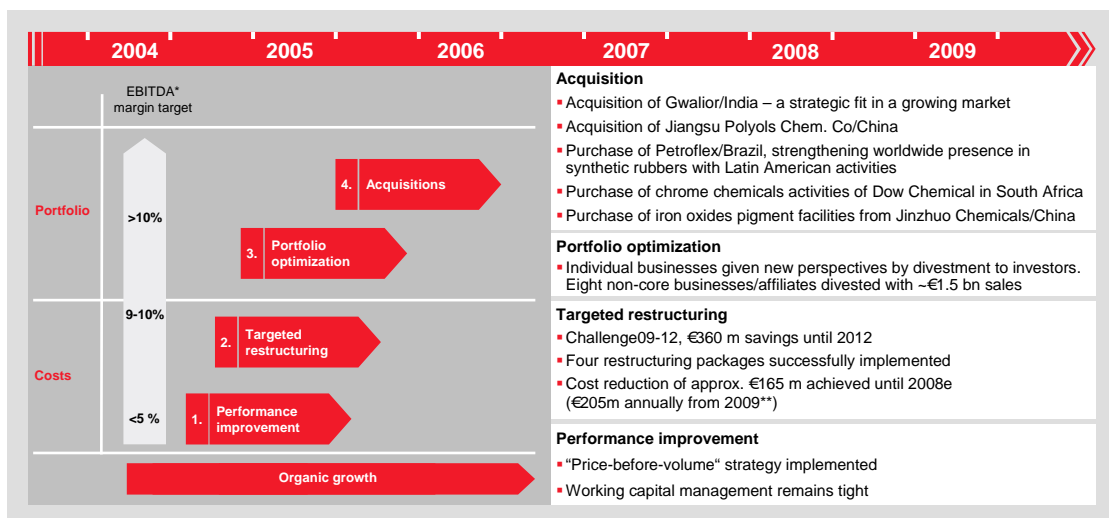 2004 2005 2006 2007 2008 2009
EBITDA*
margin target
Portfolio
>10%
4. Acquisitions
3. Portfolio
optimization
9-10%
2. Targeted
restructuring
Costs
<5 %
1. Performance
improvement
Organic growth
Acquisition
▪ Acquisition of Gwalior/India – a strategic fit in a growing market
▪ Acquisition of Jiangsu Polyols Chem. Co/China
▪ Purchase of Petroflex/Brazil, strengthening worldwide presence in
synthetic rubbers with Latin American activities
▪ Purchase of chrome chemicals activities of Dow Chemical in South Africa
▪ Purchase of iron oxides pigment facilities from Jinzhuo Chemicals/China
Portfolio optimization
▪ Individual businesses given new perspectives by divestment to investors.
Eight non-core businesses/affiliates divested with ~€1.5 bn sales
Targeted restructuring
▪ Challenge09-12, €360 m savings until 2012
▪ Four restructuring packages successfully implemented
▪ Cost reduction of approx. €165 m achieved until 2008e
(€205m annually from 2009**)
Performance improvement
▪ “Price-before-volume“ strategy implemented
▪ Working capital management remains tight